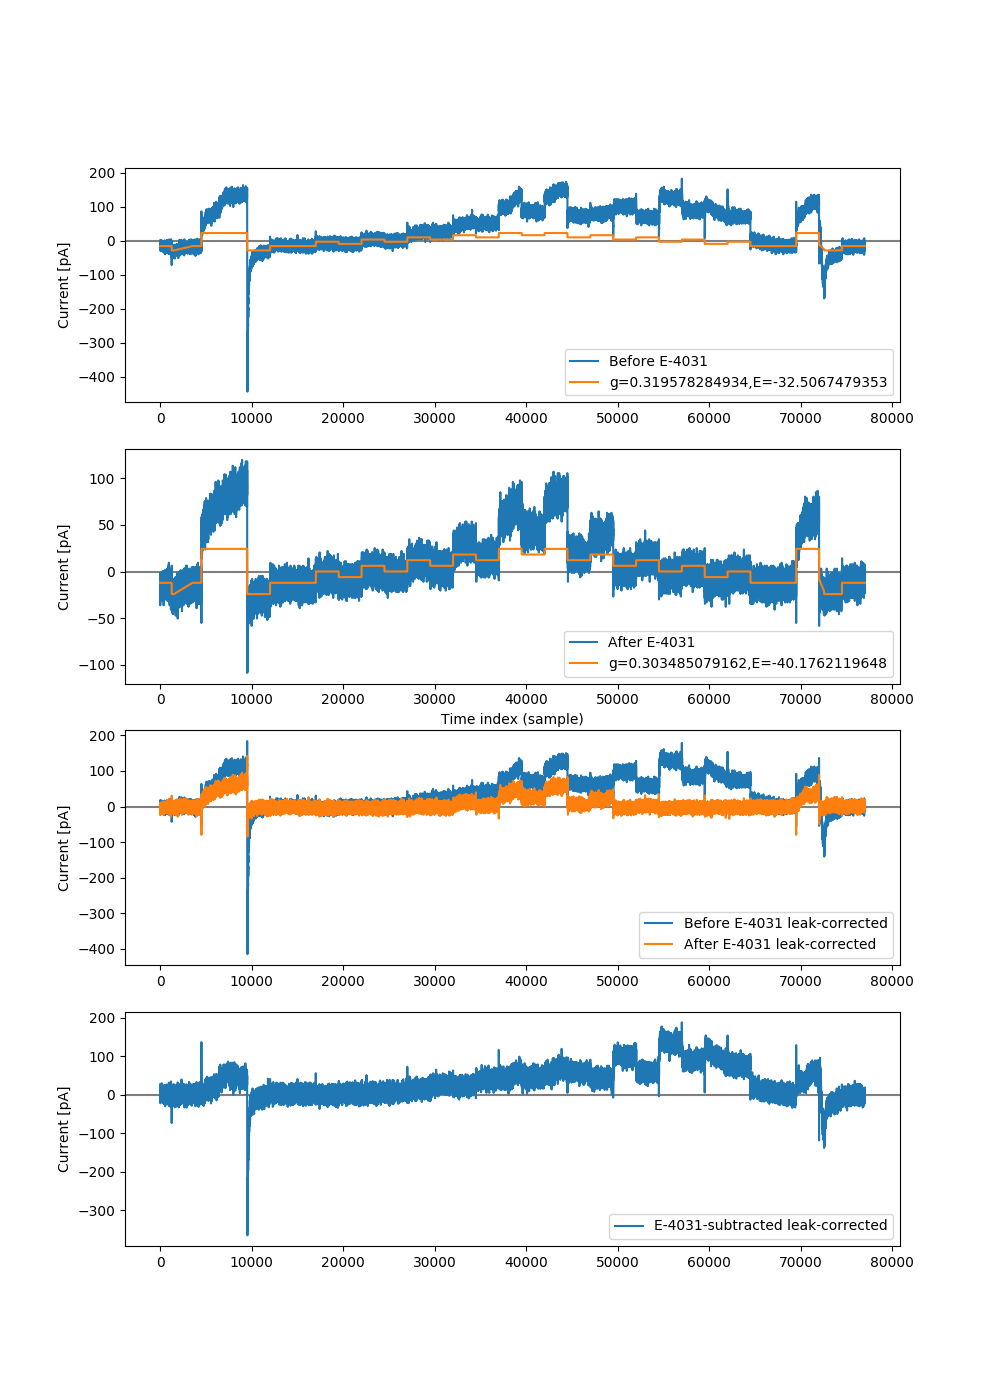 200
100
0
−100
−200
−300
−400
Current [pA]
Before E-4031
g=0.319578284934,E=-32.5067479353
0 10000 20000 30000 40000 50000 60000 70000 80000
100
50
0
−50
−100
Current [pA]
After E-4031
g=0.303485079162,E=-40.1762119648
0 10000 20000 30000 40000 50000 60000 70000 80000
Time index (sample)
200
100
0
−100
−200
−300
−400
Current [pA]
Before E-4031 leak-corrected
After E-4031 leak-corrected
0 10000 20000 30000 40000 50000 60000 70000 80000
200
100
0
−100
−200
−300
Current [pA]
E-4031-subtracted leak-corrected
0 10000 20000 30000 40000 50000 60000 70000 80000